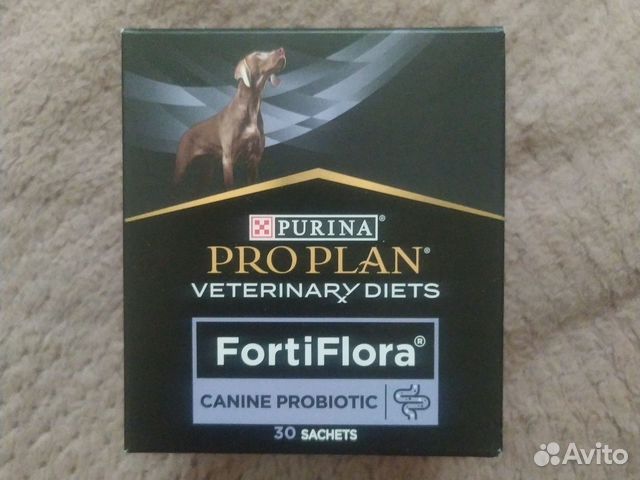 PURINA®
PRO PLAN®
VETERINARY DIETS
FortiFlora®
CANINE PROBIOTIC
30 SACHETS
Avito